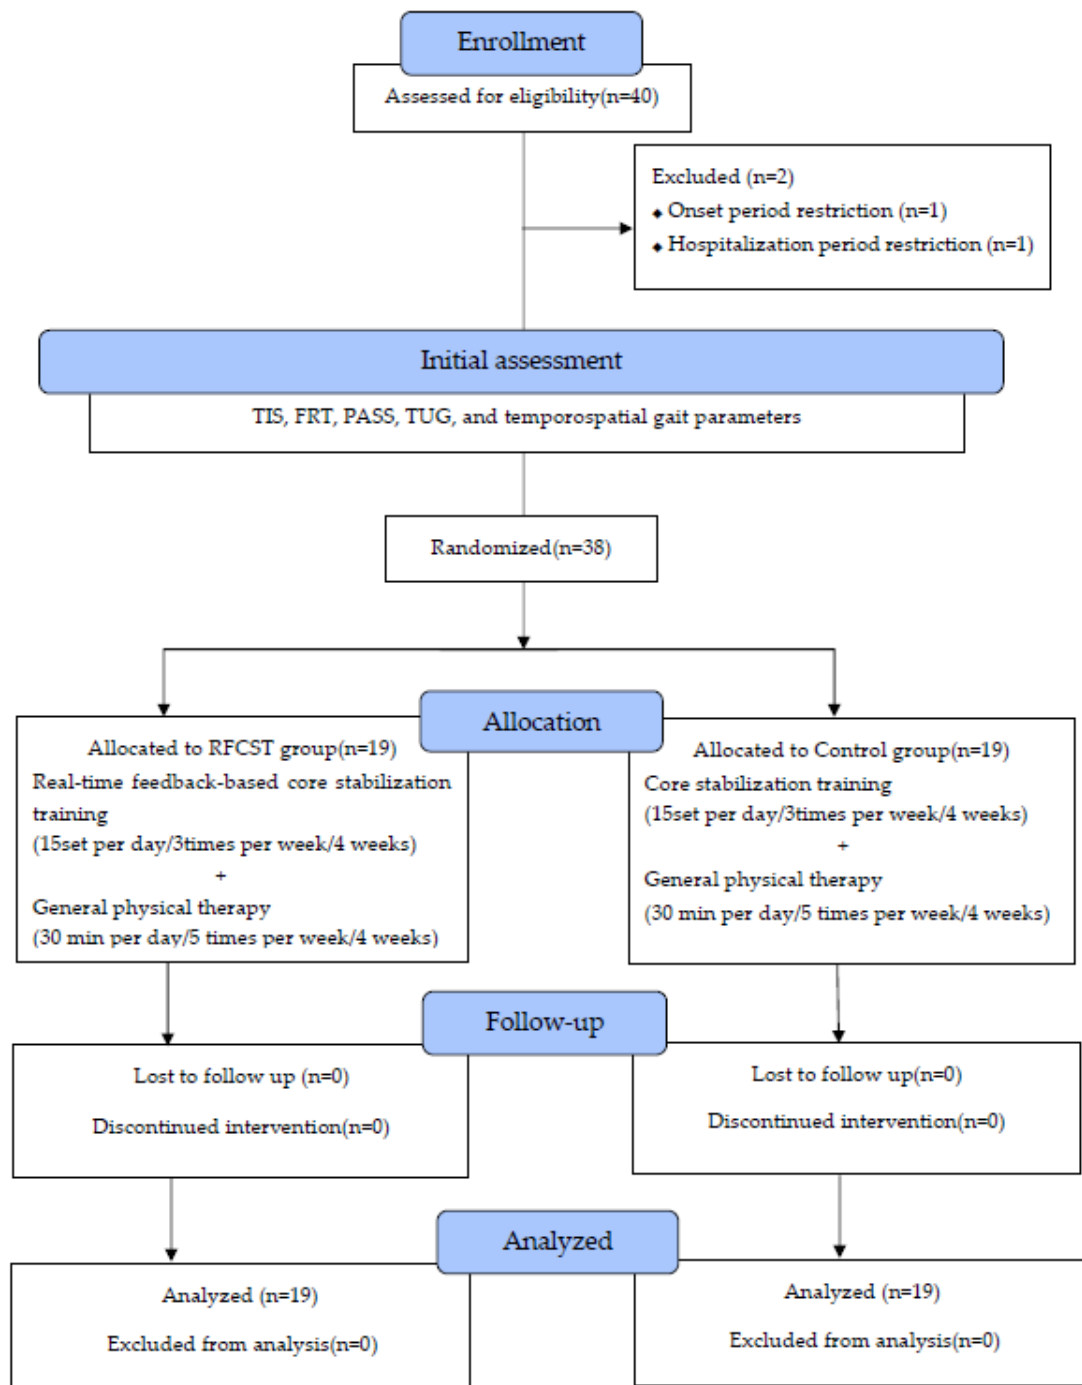 Enrollment
Assessed for eligibility(n=40)
Excluded (n=2)
◆ Onset period restriction (n=1)
◆ Hospitalization period restriction (n=1)
Initial assessment
TIS, FRT, PASS, TUG, and temporospatial gait parameters
Randomized(n=38)
Allocation
Allocated to RFCST group(n=19)
Real-time feedback-based core stabilization
training
(15set per day/3times per week/4 weeks)
+
General physical therapy
(30 min per day/5 times per week/4 weeks)
Allocated to Control group(n=19)
Core stabilization training
(15set per day/3times per week/4 weeks)
+
General physical therapy
(30 min per day/5 times per week/4 weeks)
Follow-up
Lost to follow up (n=0)
Discontinued intervention(n=0)
Lost to follow up(n=0)
Discontinued intervention(n=0)
Analyzed
Analyzed (n=19)
Excluded from analysis(n=0)
Analyzed (n=19)
Excluded from analysis(n=0)